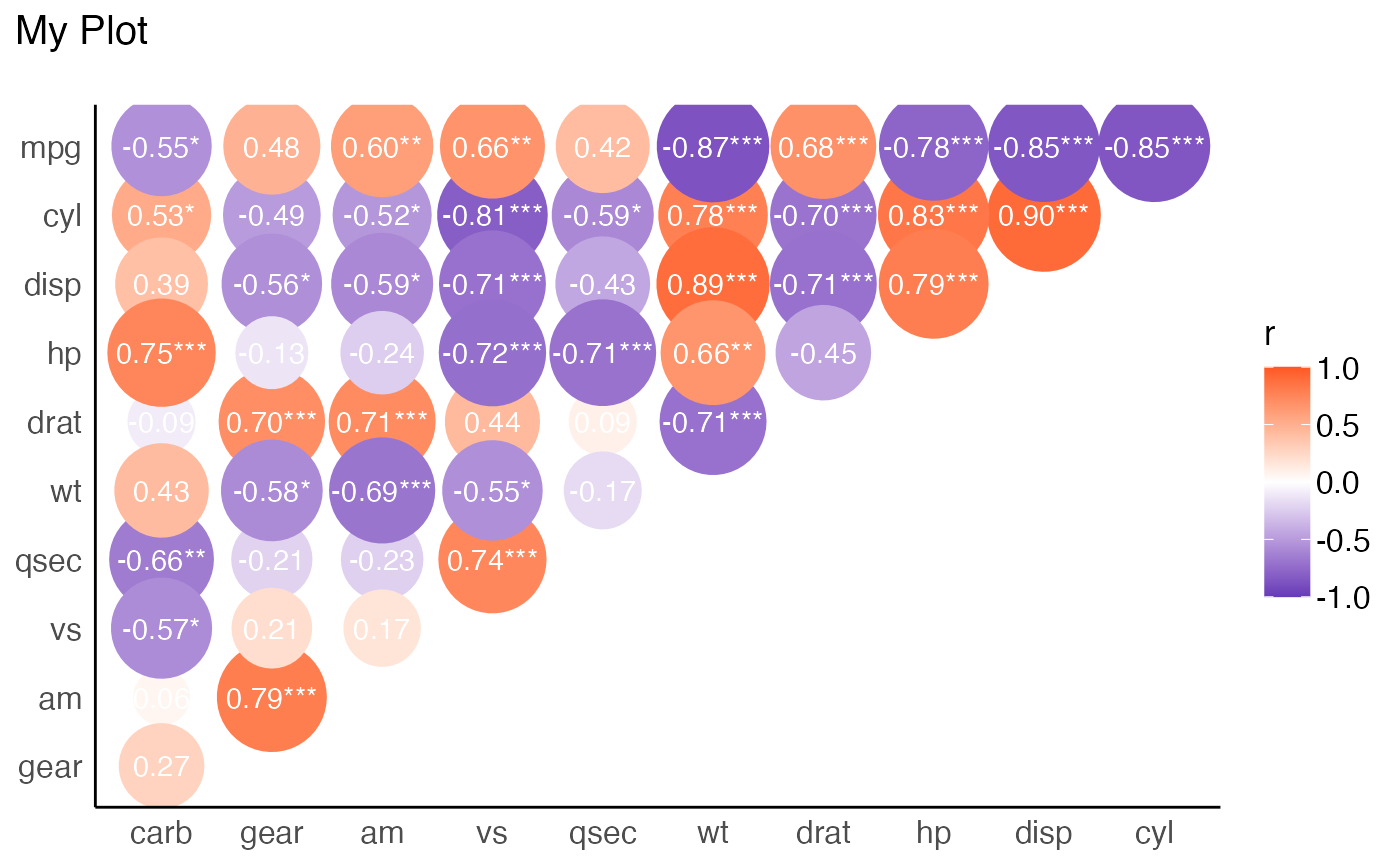 My Plot
mpg -0.55* 0.48 0.60** 0.66** 0.42 -0.87*** 0.68*** -0.78*** -0.85*** -0.85***
cyl 0.53* -0.49 -0.52* -0.81*** -0.59* 0.78*** -0.70*** 0.83*** 0.90***
disp 0.39 -0.56* -0.59* -0.71*** -0.43 0.89*** -0.71*** 0.79***
hp 0.75*** -0.13 -0.24 -0.72*** -0.71*** 0.66** -0.45
drat -0.09 0.70*** 0.71*** 0.44 0.09 -0.71***
wt 0.43 -0.58* -0.69*** -0.55* -0.17
qsec -0.66** -0.21 -0.23 0.74***
vs -0.57* 0.21 0.17
am 0.06 0.79***
gear 0.27
carb gear am vs qsec wt drat hp disp cyl
r
1.0
0.5
0.0
-0.5
-1.0